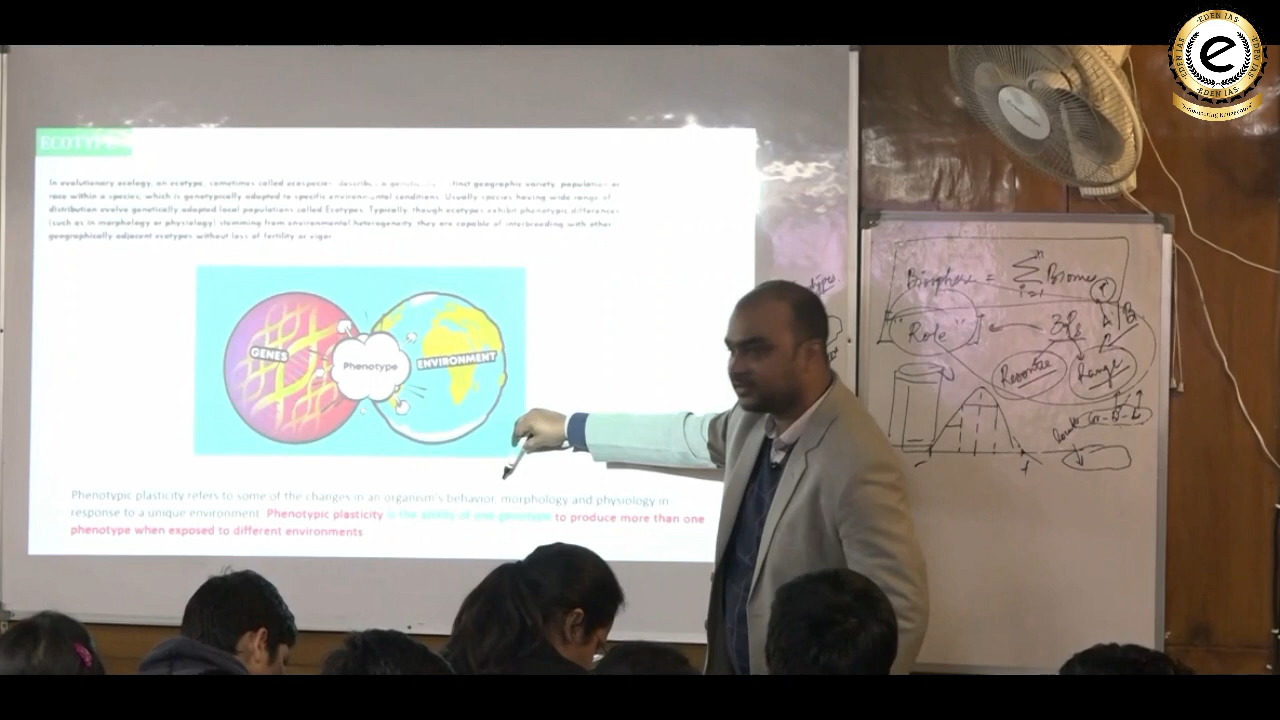 ECOTYPE
In evolutionary ecology, an ecotype, sometimes called ecospecies, describes a genetically distinct geographic variety, population or
race within a species, which is genotypically adapted to specific environmental conditions. Usually species having wide range of
distribution evolve genetically adapted local populations called Ecotypes. Typically, though ecotypes exhibit phenotypic differences
(such as in morphology or physiology) stemming from environmental heterogeneity, they are capable of interbreeding with other
geographically adjacent ecotypes without loss of fertility or vigor
GENES
Phenotype
ENVIRONMENT
Phenotypic plasticity refers to some of the changes in an organism's behavior, morphology and physiology in
response to a unique environment. Phenotypic plasticity is the ability of one genotype to produce more than one
phenotype when exposed to different environments
types
Biosphere = Σ Biomes
i=1
"Role" 3Rs A B
Resource Range
EDEN IAS
e